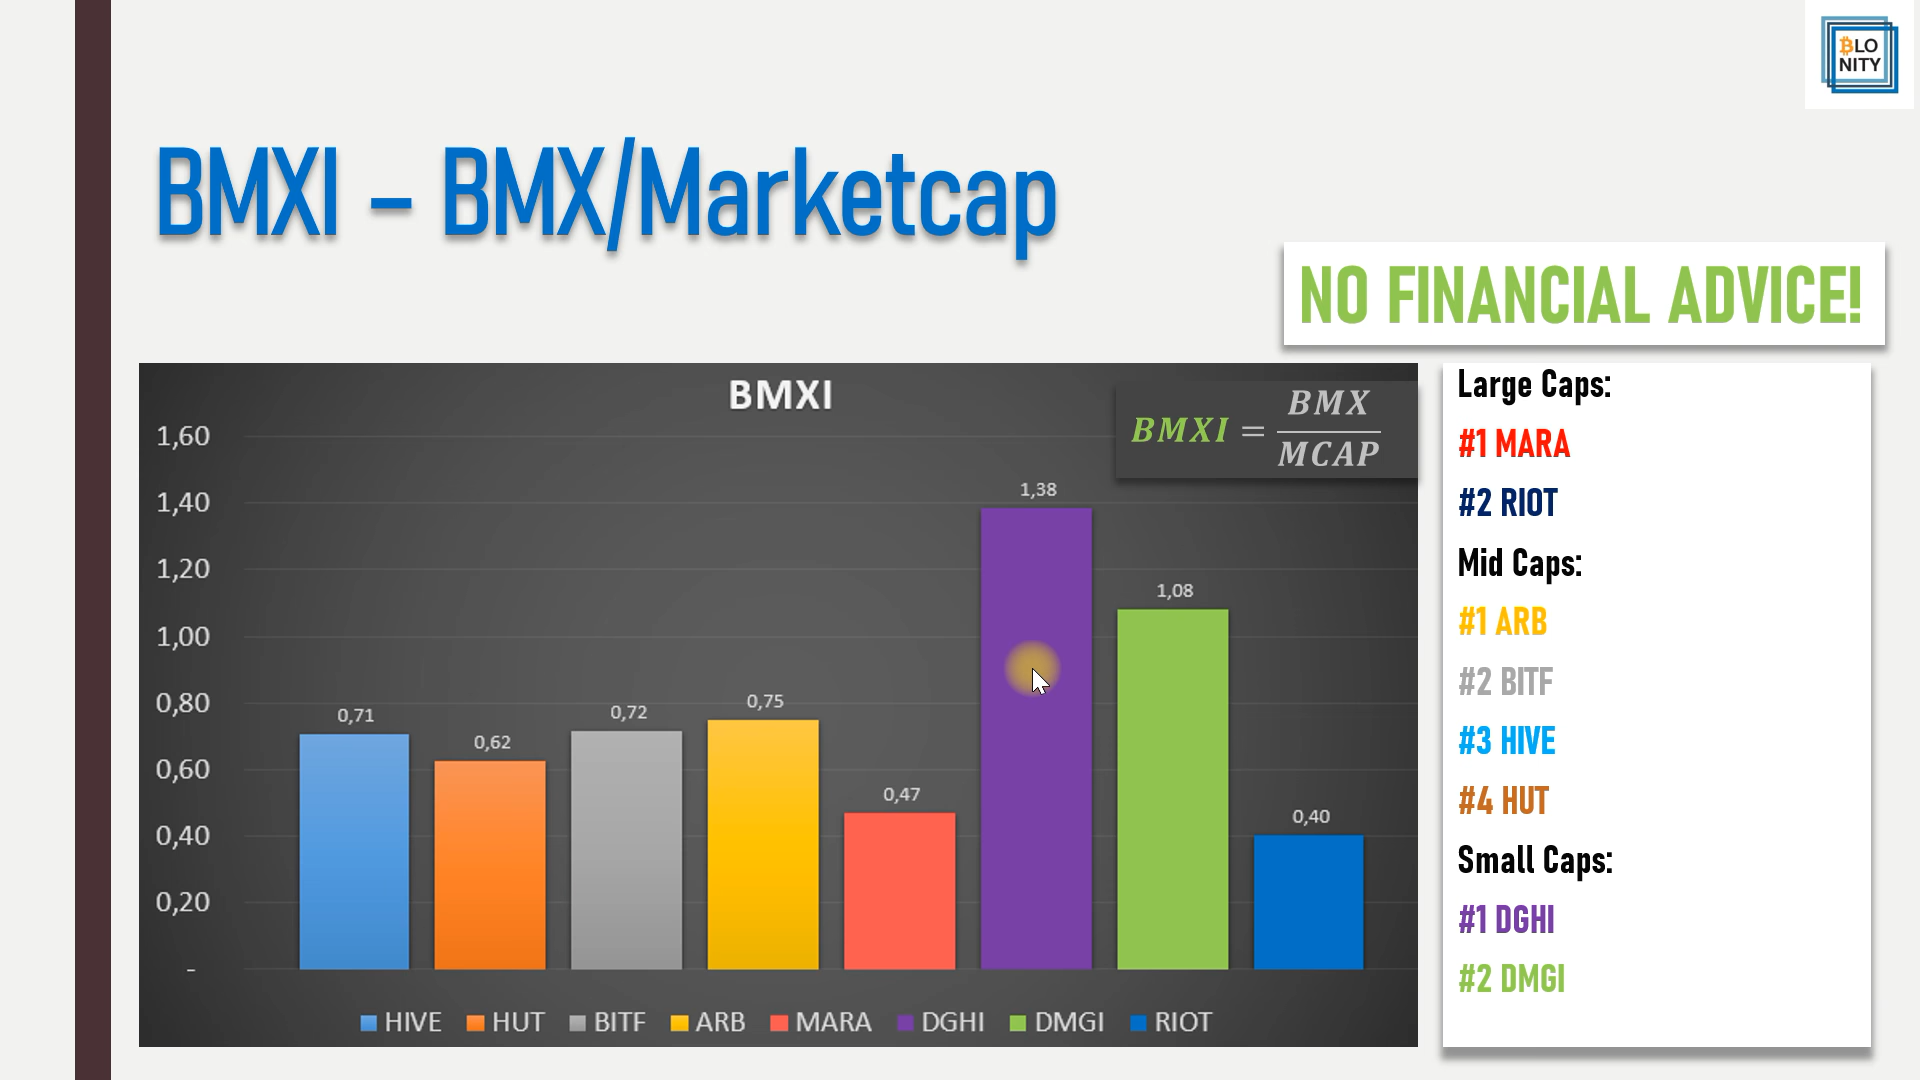 ₿LO
NITY
BMXI – BMX/Marketcap
NO FINANCIAL ADVICE!
BMXI
BMXI = BMX / MCAP
1,60
1,40
1,20
1,00
0,80
0,60
0,40
0,20
-
0,71
0,62
0,72
0,75
0,47
1,38
1,08
0,40
HIVE HUT BITF ARB MARA DGHI DMGI RIOT
Large Caps:
#1 MARA
#2 RIOT
Mid Caps:
#1 ARB
#2 BITF
#3 HIVE
#4 HUT
Small Caps:
#1 DGHI
#2 DMGI